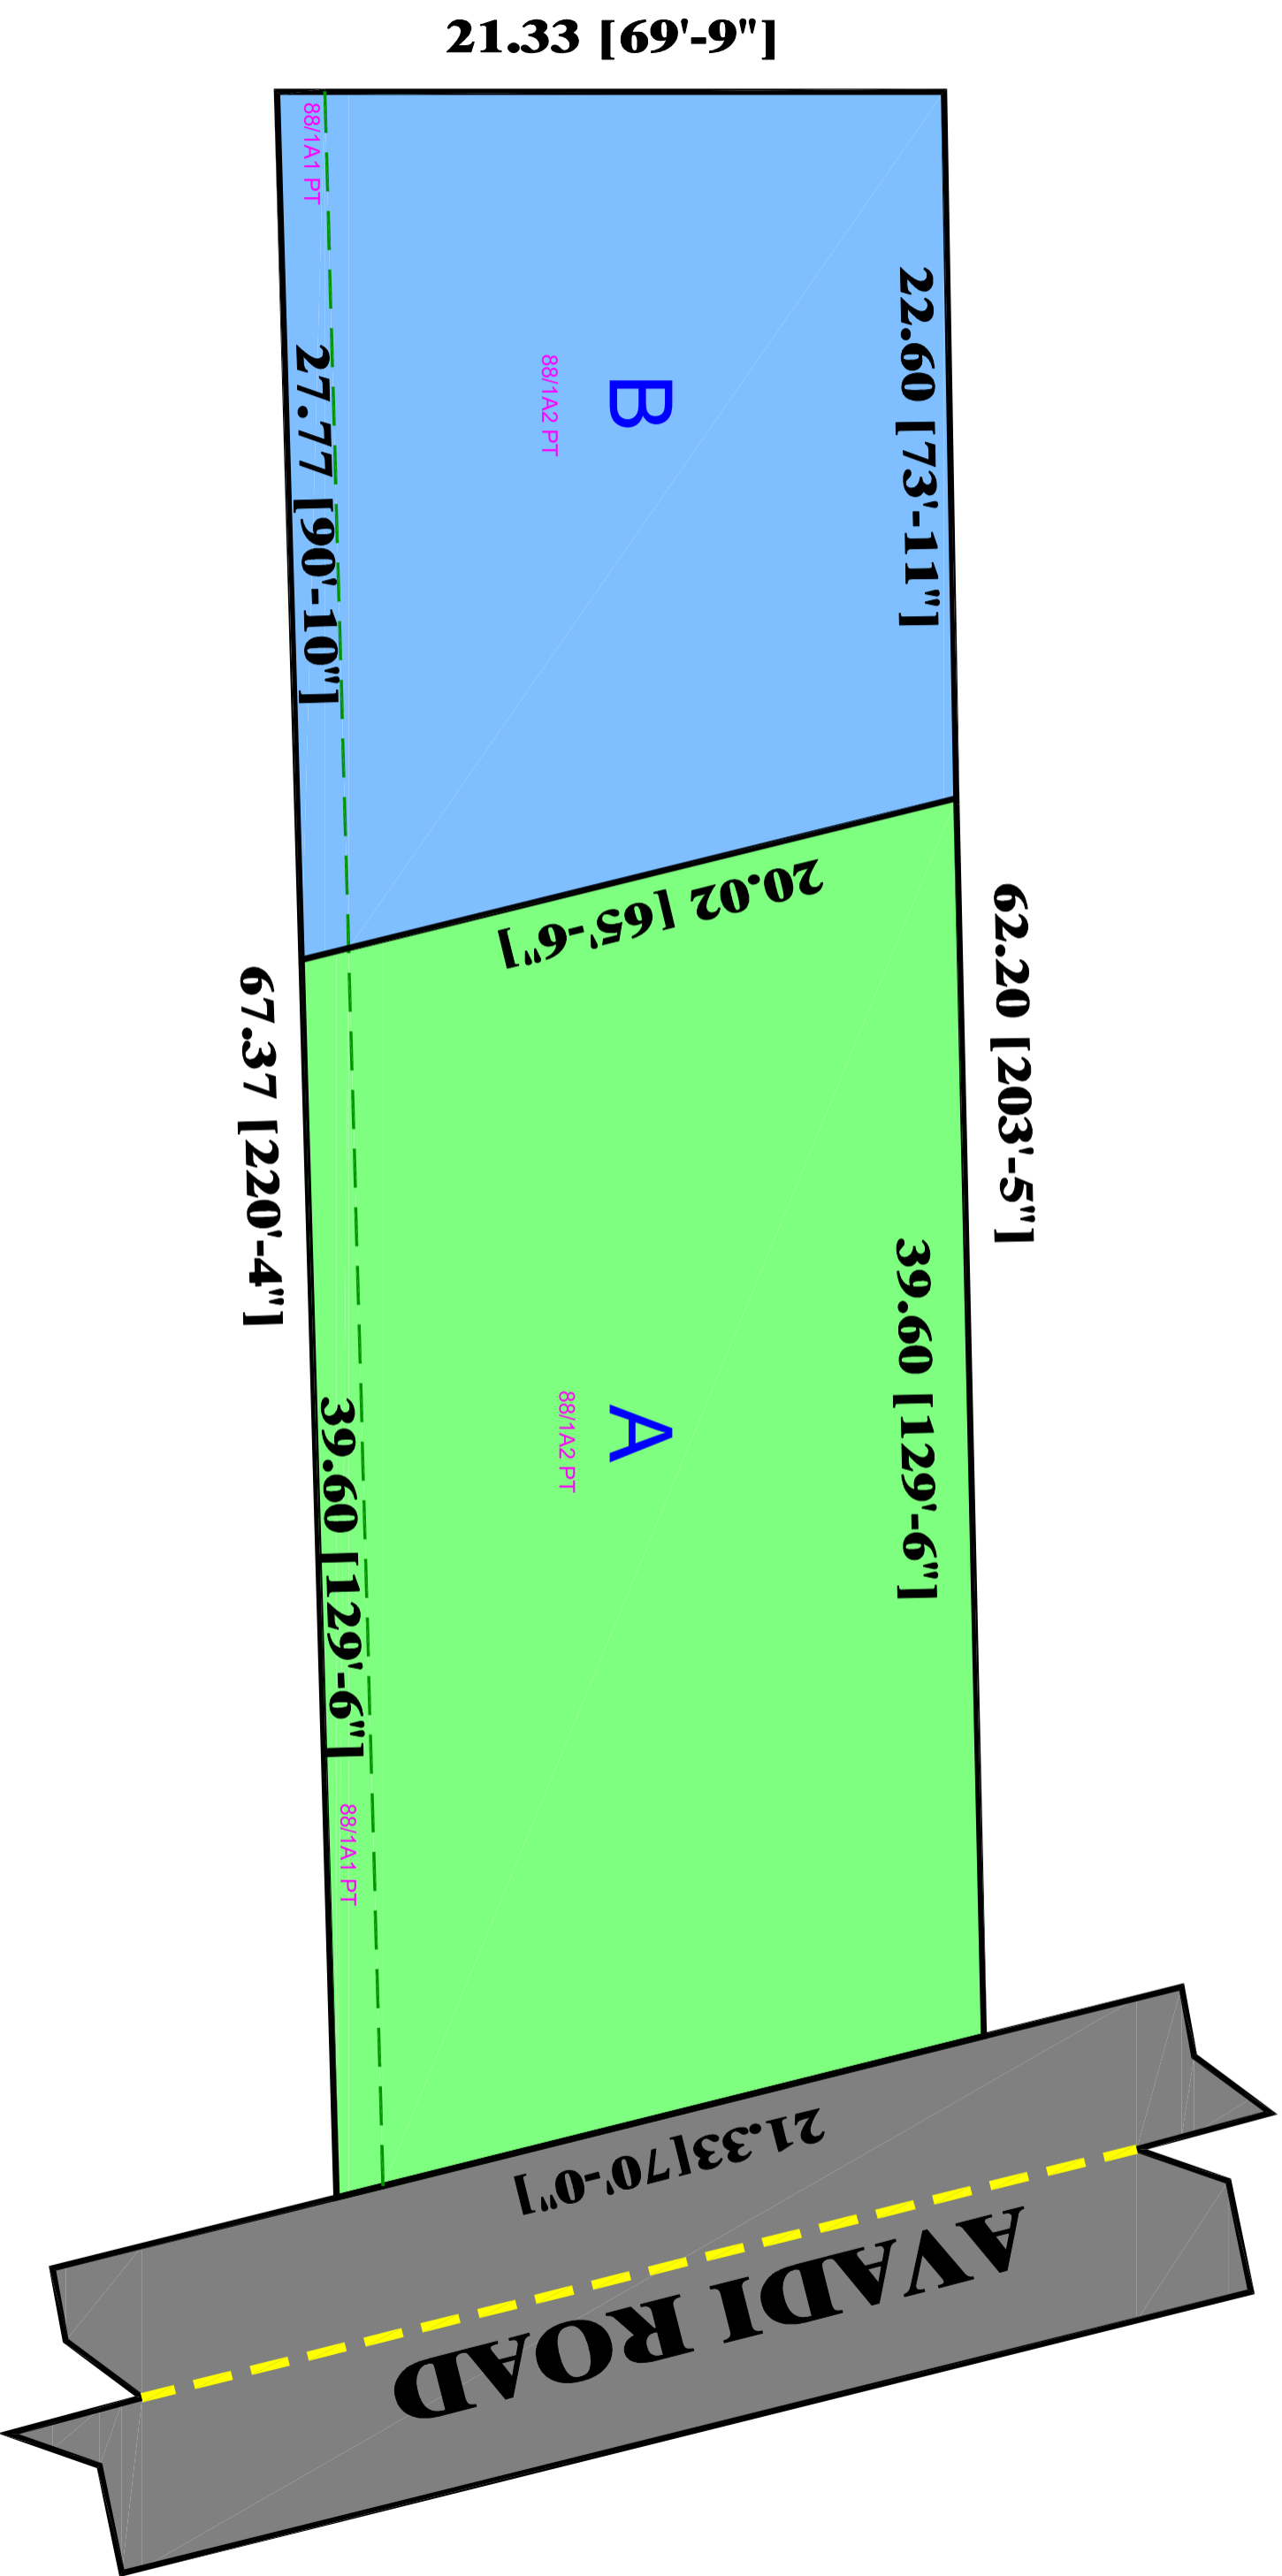 21.33 [69'-9"]
88/1A1 PT
22.60 [73'-11"]
27.77 [90'-10"]
88/1A2 PT
B
20.02 [65'-6"]
67.37 [220'-4"]
62.20 [203'-5"]
39.60 [129'-6"]
39.60 [129'-6"]
88/1A2 PT
A
88/1A1 PT
21.33[70'-0"]
AVADI ROAD